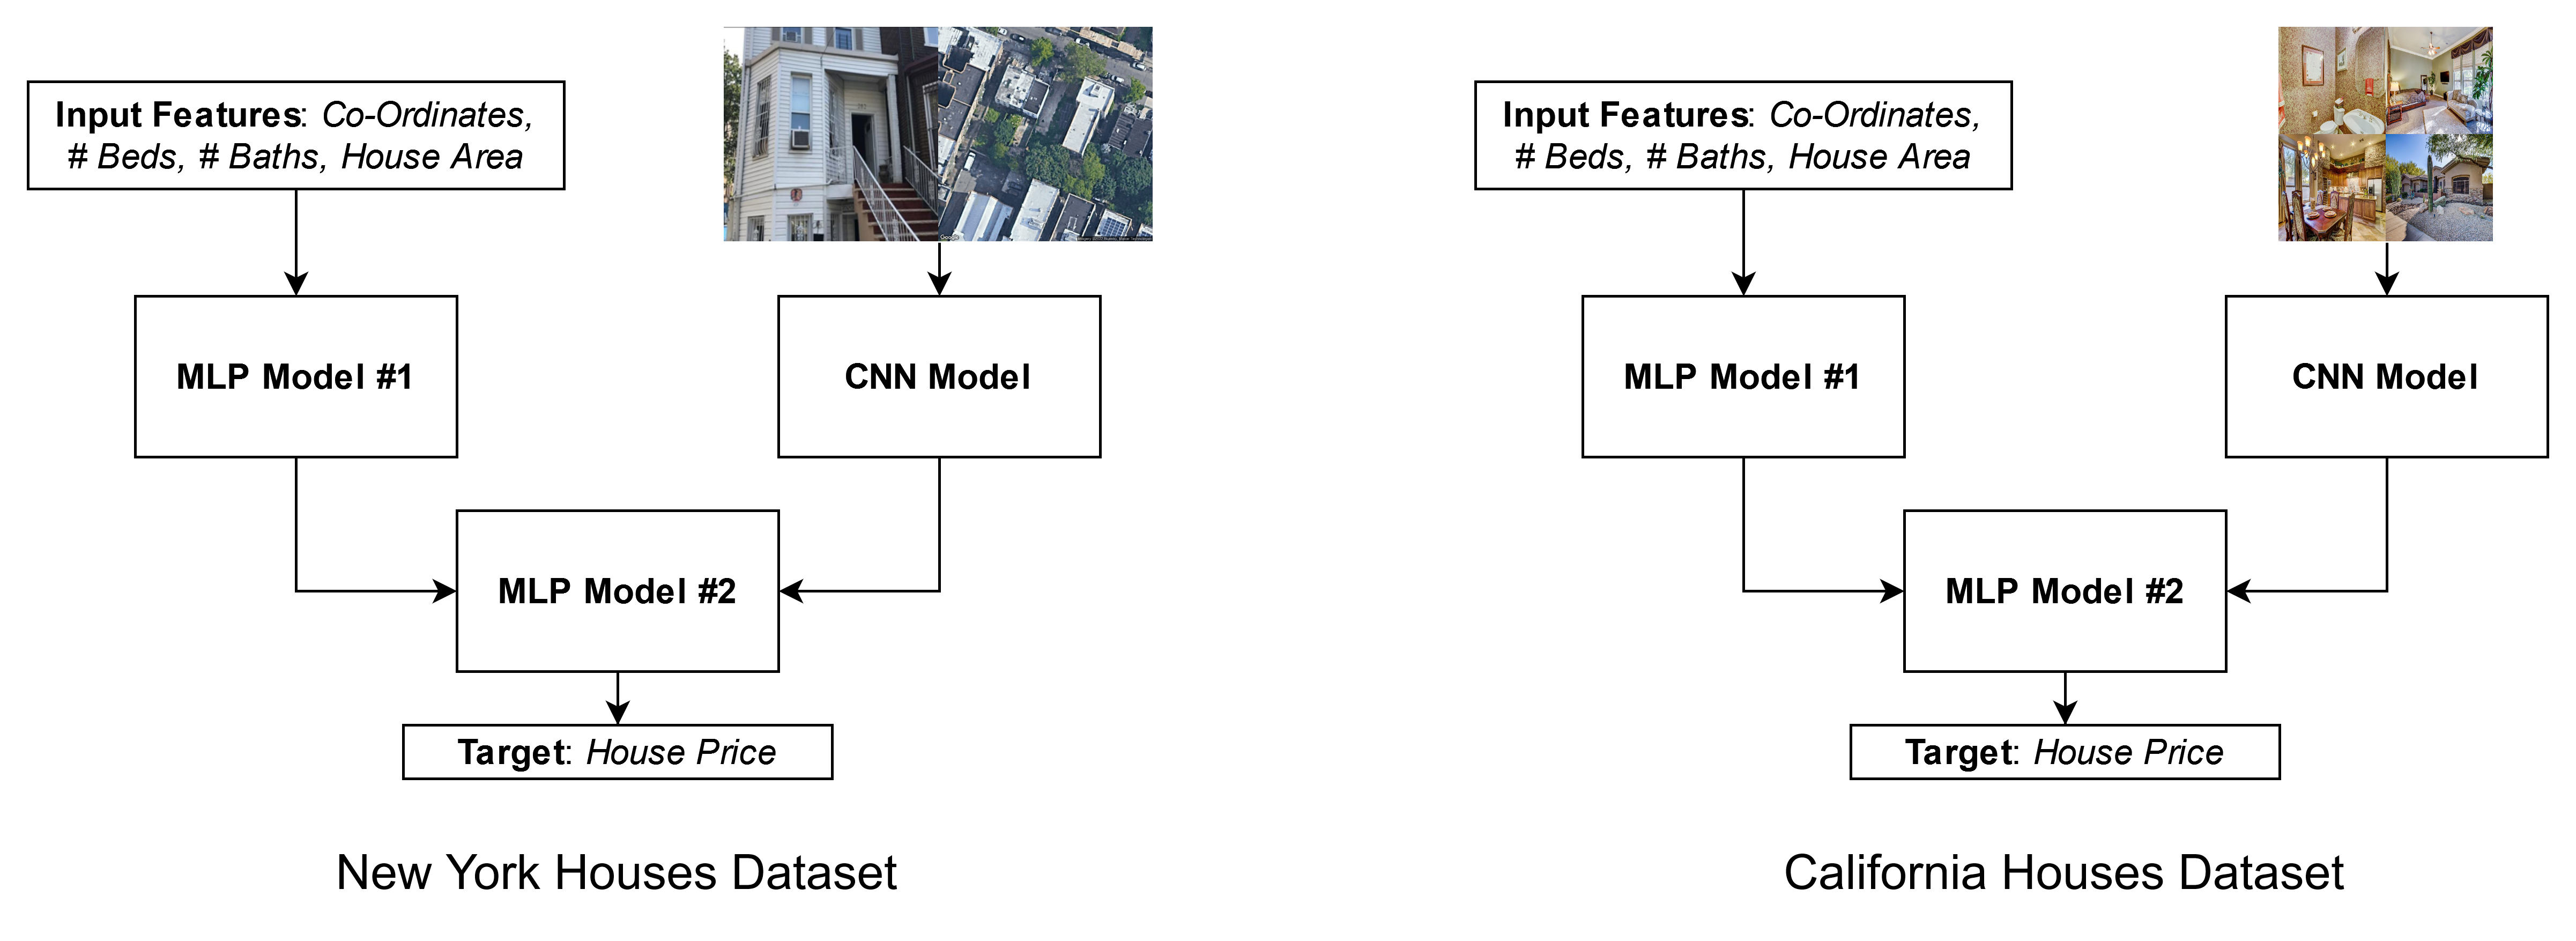 Input Features: Co-Ordinates,
# Beds, # Baths, House Area
MLP Model #1
CNN Model
MLP Model #2
Target: House Price
New York Houses Dataset
Input Features: Co-Ordinates,
# Beds, # Baths, House Area
MLP Model #1
CNN Model
MLP Model #2
Target: House Price
California Houses Dataset
Google